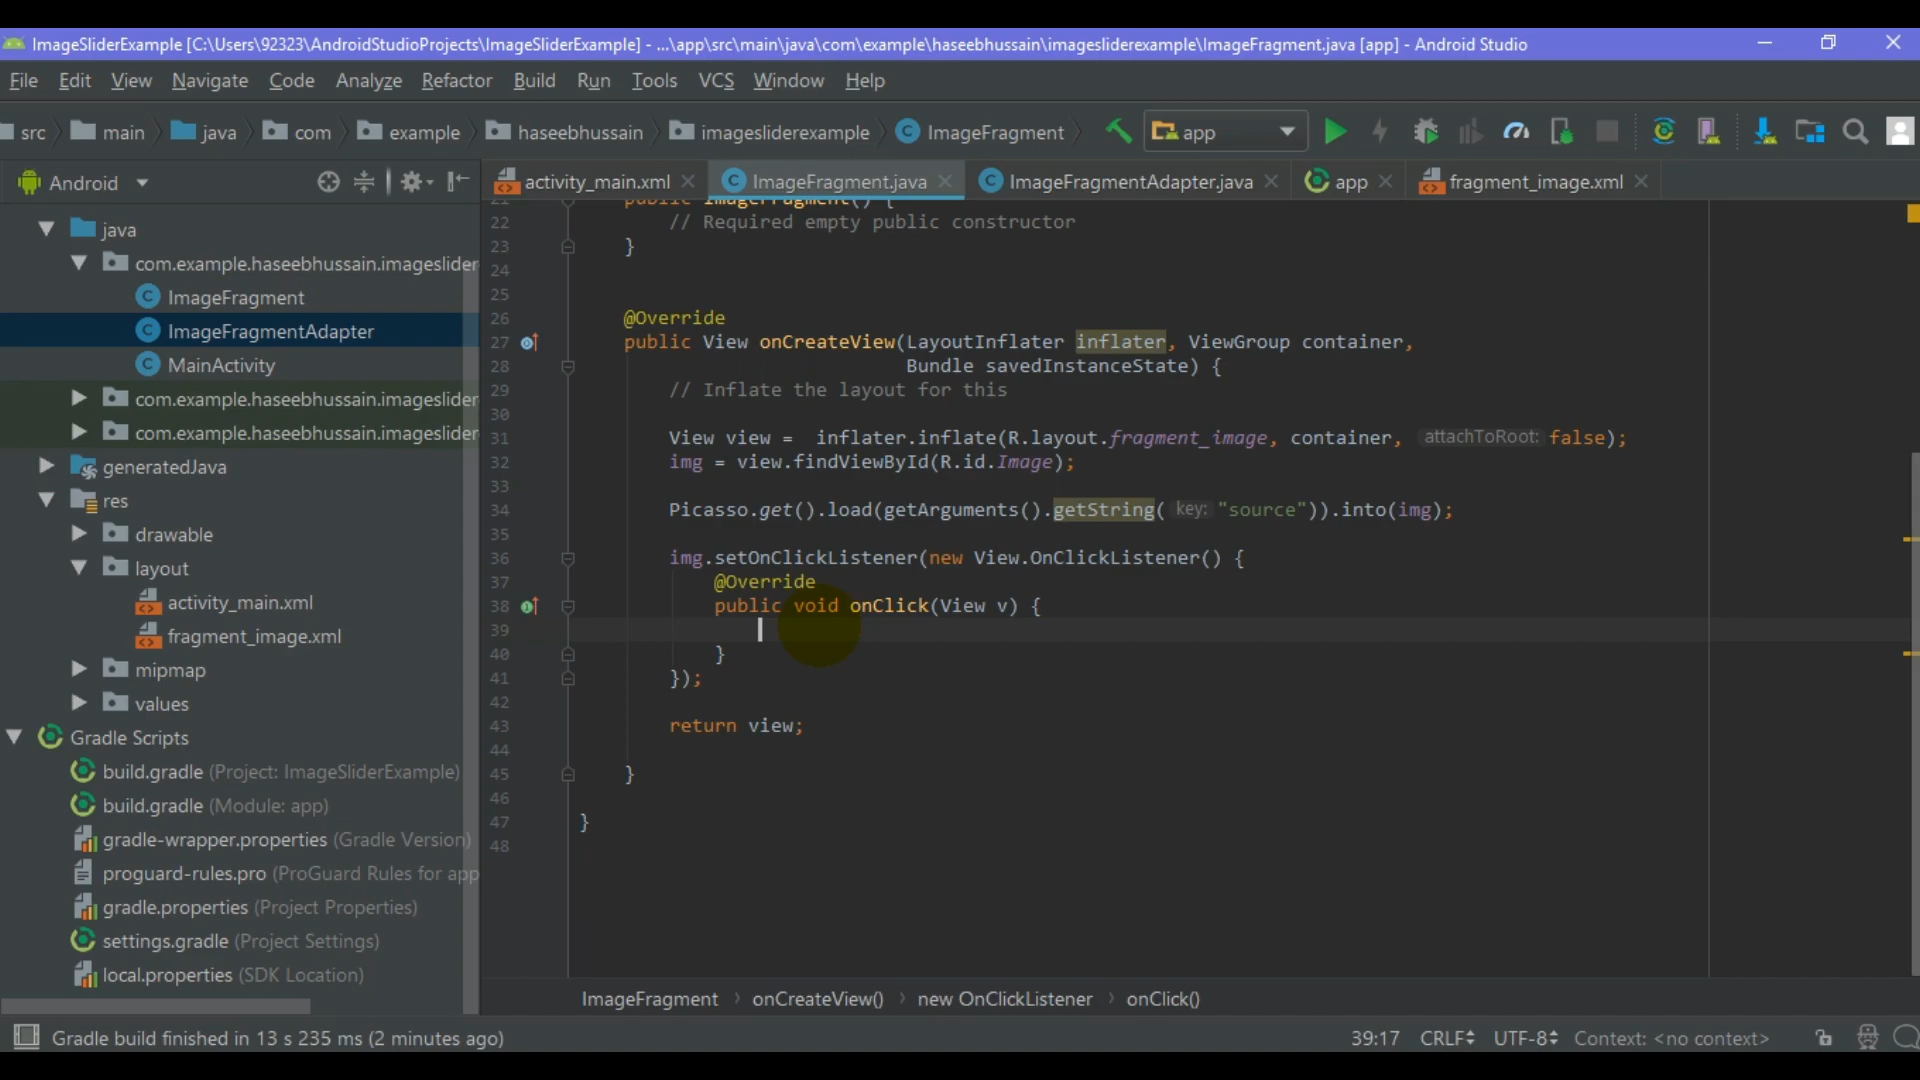 ImageSliderExample [C:\Users\92323\AndroidStudioProjects\ImageSliderExample] - ...\app\src\main\java\com\example\haseebhussain\imagesliderexample\ImageFragment.java [app] - Android Studio
File Edit View Navigate Code Analyze Refactor Build Run Tools VCS Window Help
src main java com example haseebhussain imagesliderexample ImageFragment app
Android
activity_main.xml ImageFragment.java ImageFragmentAdapter.java app fragment_image.xml
java
com.example.haseebhussain.imageslider
ImageFragment
ImageFragmentAdapter
MainActivity
com.example.haseebhussain.imageslider
com.example.haseebhussain.imageslider
generatedJava
res
drawable
layout
activity_main.xml
fragment_image.xml
mipmap
values
Gradle Scripts
build.gradle (Project: ImageSliderExample)
build.gradle (Module: app)
gradle-wrapper.properties (Gradle Version)
proguard-rules.pro (ProGuard Rules for app
gradle.properties (Project Properties)
settings.gradle (Project Settings)
local.properties (SDK Location)
21 public ImageFragment() {
22 // Required empty public constructor
23 }
24
25
26 @Override
27 public View onCreateView(LayoutInflater inflater, ViewGroup container,
28 Bundle savedInstanceState) {
29 // Inflate the layout for this
30
31 View view = inflater.inflate(R.layout.fragment_image, container, attachToRoot: false);
32 img = view.findViewById(R.id.Image);
33
34 Picasso.get().load(getArguments().getString( key: "source")).into(img);
35
36 img.setOnClickListener(new View.OnClickListener() {
37 @Override
38 public void onClick(View v) {
39
40 }
41 });
42
43 return view;
44
45 }
46
47 }
48
ImageFragment onCreateView() new OnClickListener onClick()
Gradle build finished in 13 s 235 ms (2 minutes ago) 39:17 CRLF UTF-8 Context: <no context>